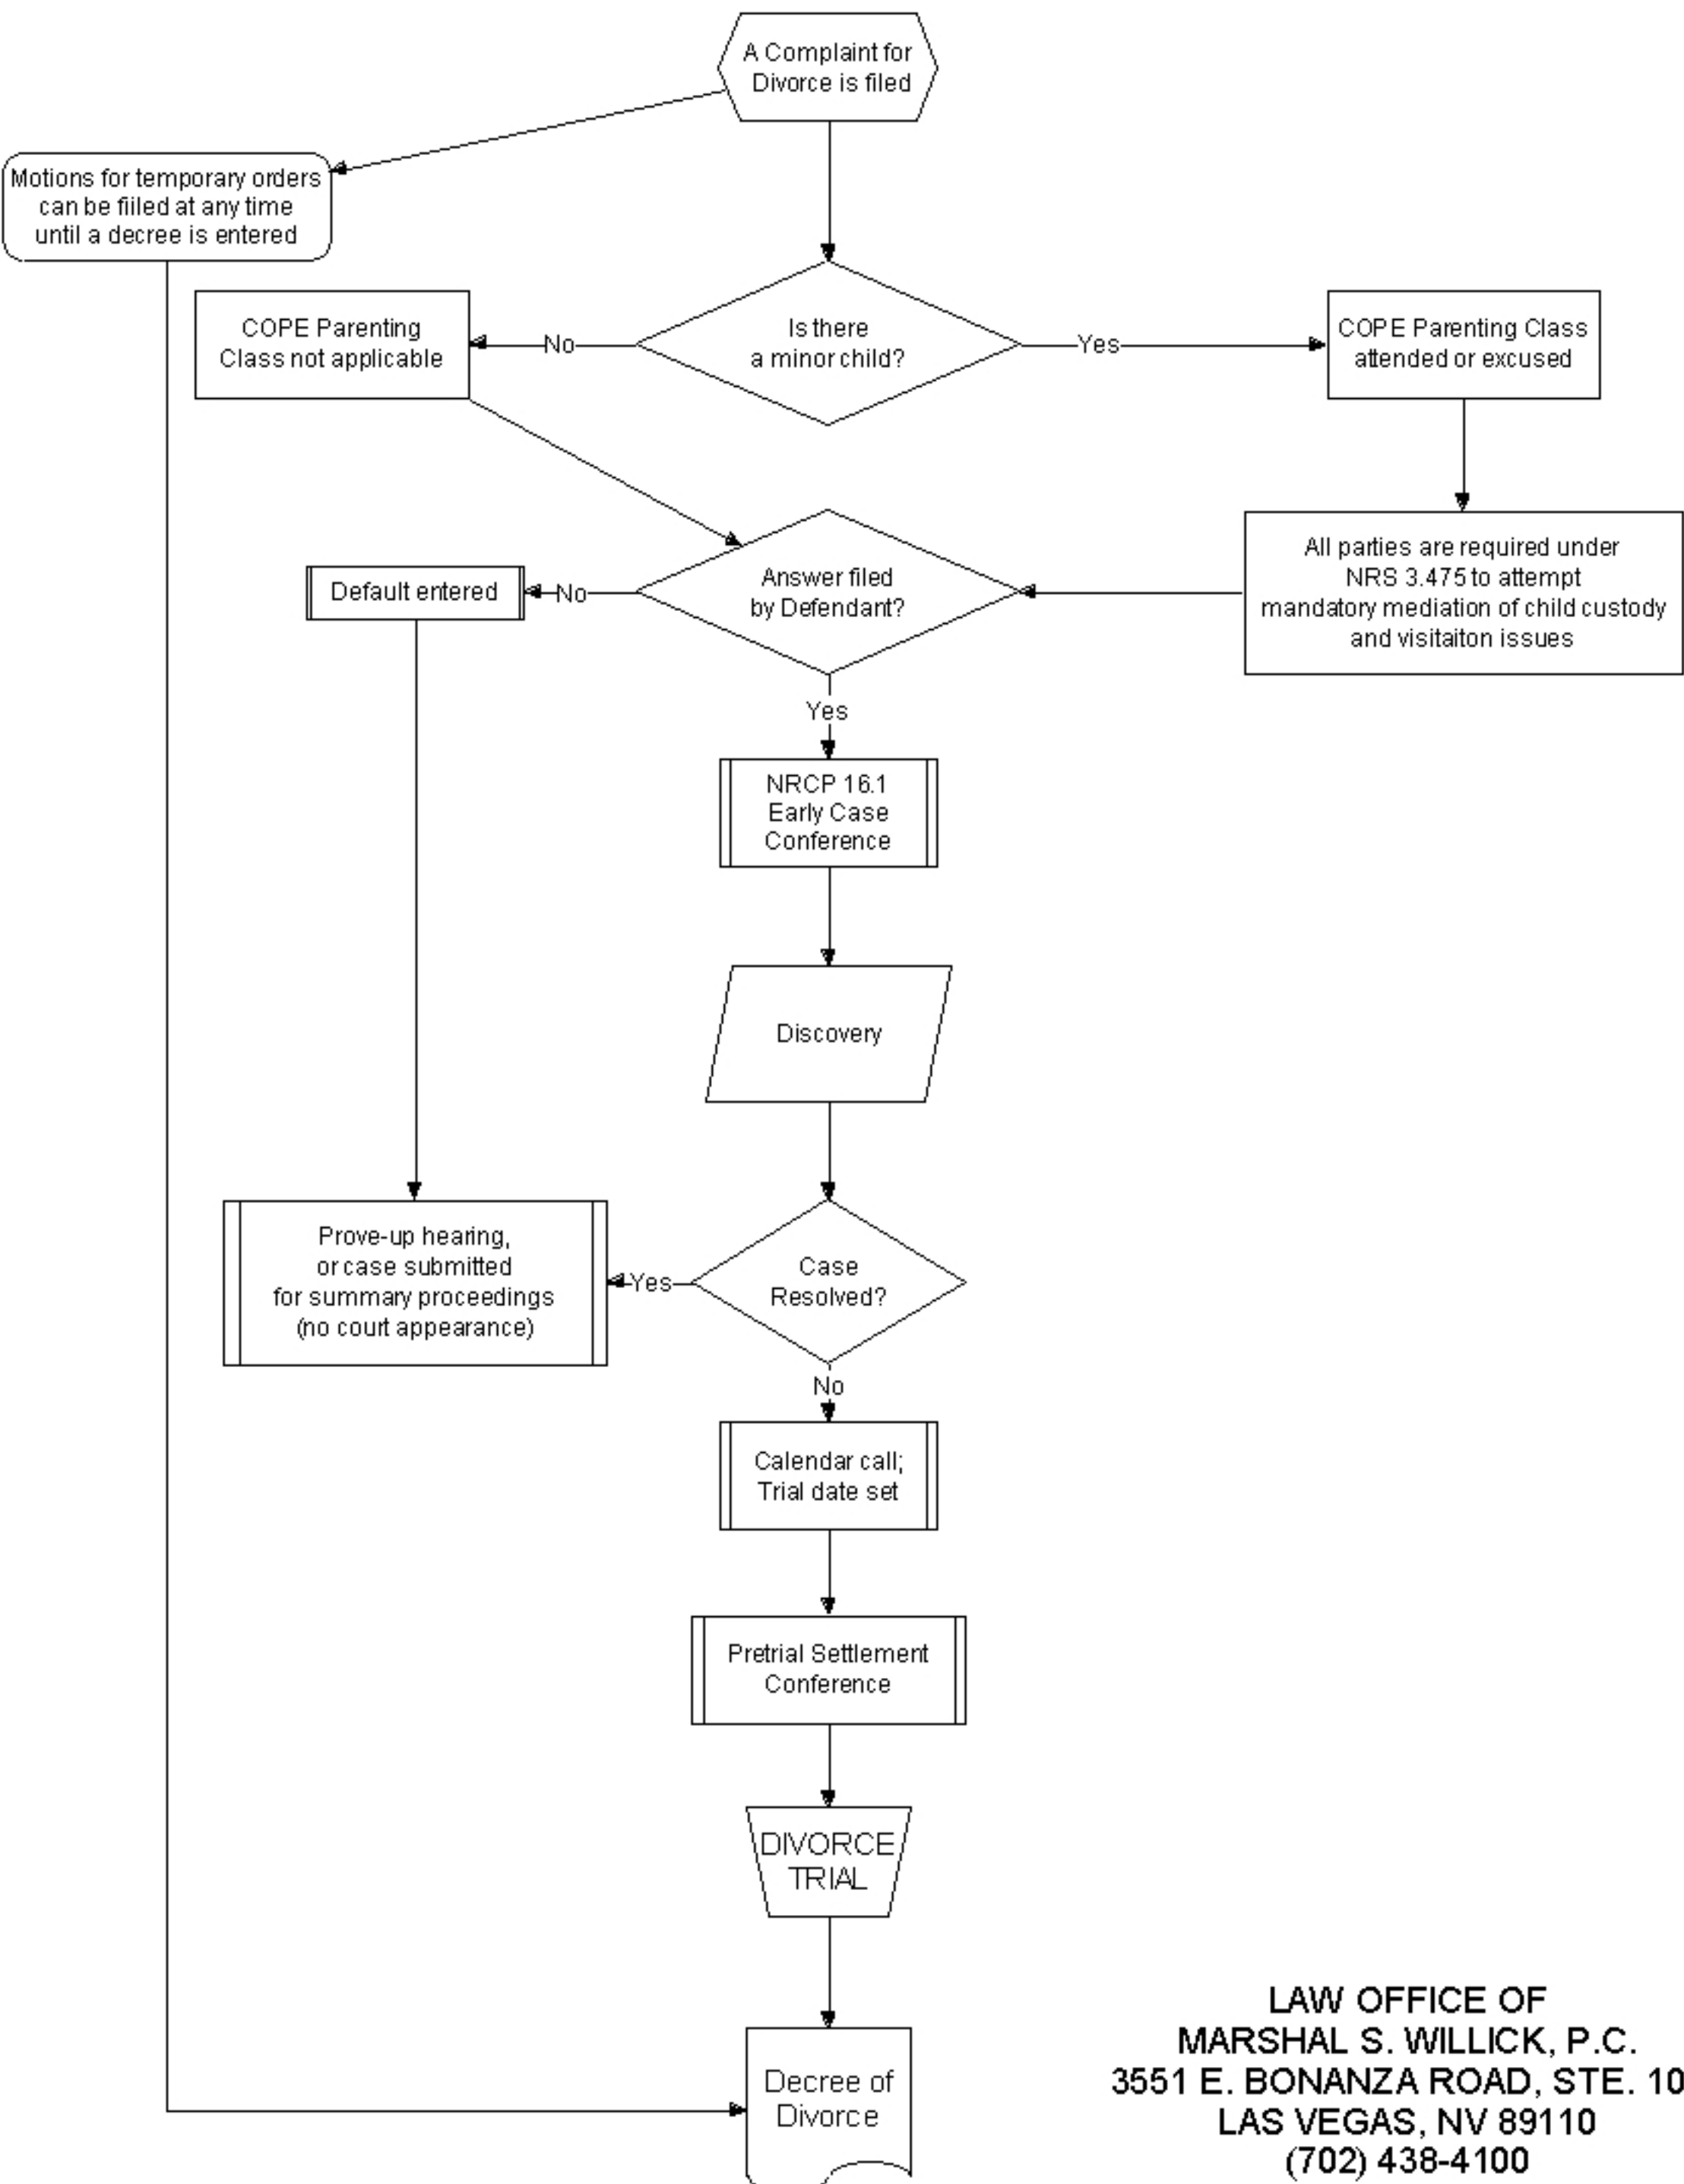 A Complaint for
Divorce is filed
Motions for temporary orders
can be fiiled at any time
until a decree is entered
COPE Parenting
Class not applicable
No
Is there
a minor child?
Yes
COPE Parenting Class
attended or excused
All parties are required under
NRS 3.475 to attempt
mandatory mediation of child custody
and visitaiton issues
Default entered
No
Answer filed
by Defendant?
Yes
NRCP 16.1
Early Case
Conference
Discovery
Prove-up hearing,
or case submitted
for summary proceedings
(no court appearance)
Yes
Case
Resolved?
No
Calendar call;
Trial date set
Pretrial Settlement
Conference
DIVORCE
TRIAL
Decree of
Divorce
LAW OFFICE OF
MARSHAL S. WILLICK, P.C.
3551 E. BONANZA ROAD, STE. 10
LAS VEGAS, NV 89110
(702) 438-4100